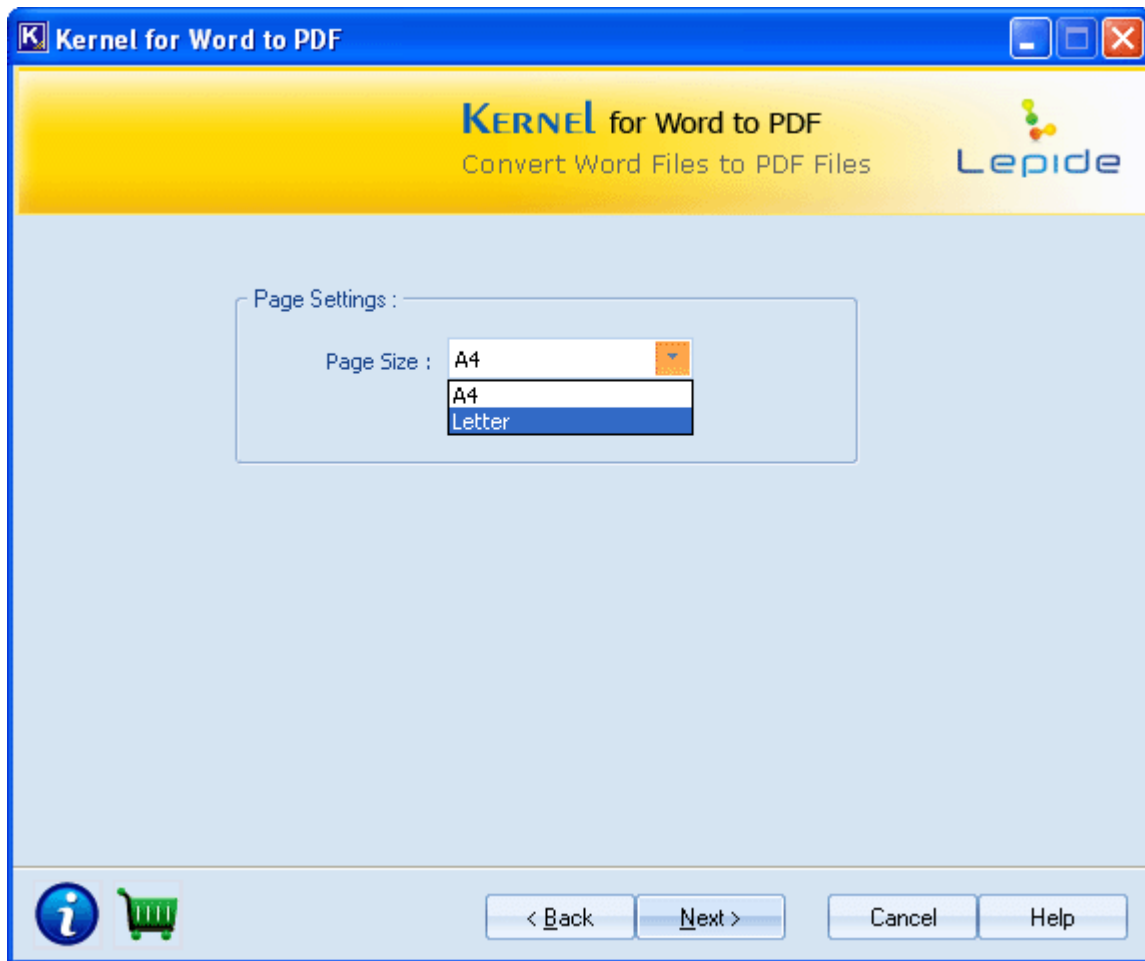 Kernel for Word to PDF
KERNEl for Word to PDF
Convert Word Files to PDF Files
Lepide
Page Settings :
Page Size : A4
A4
Letter
< Back
Next >
Cancel
Help